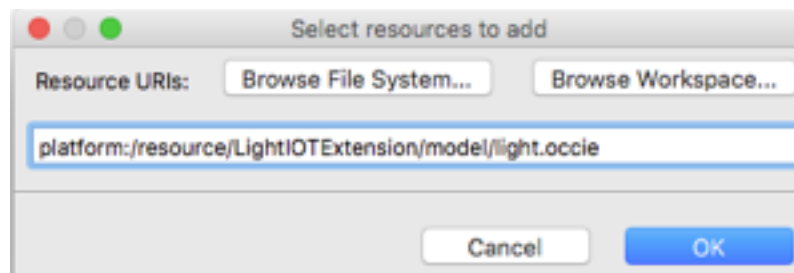 Select resources to add
Resource URIs: Browse File System... Browse Workspace...
platform:/resource/LightIOTExtension/model/light.occie
Cancel OK